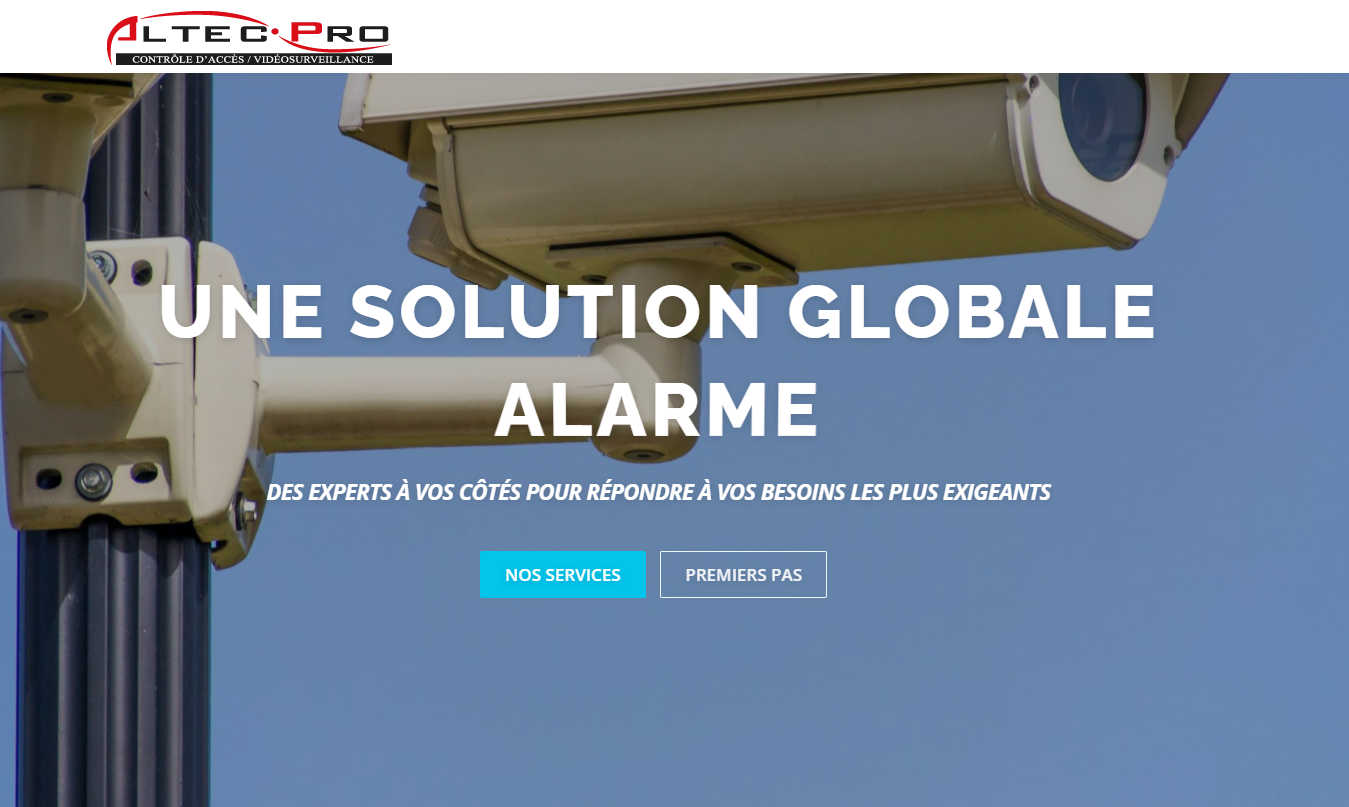 ALTEC·PRO
CONTRÔLE D'ACCÈS / VIDÉOSURVEILLANCE
UNE SOLUTION GLOBALE
ALARME
DES EXPERTS À VOS CÔTÉS POUR RÉPONDRE À VOS BESOINS LES PLUS EXIGEANTS
NOS SERVICES
PREMIERS PAS